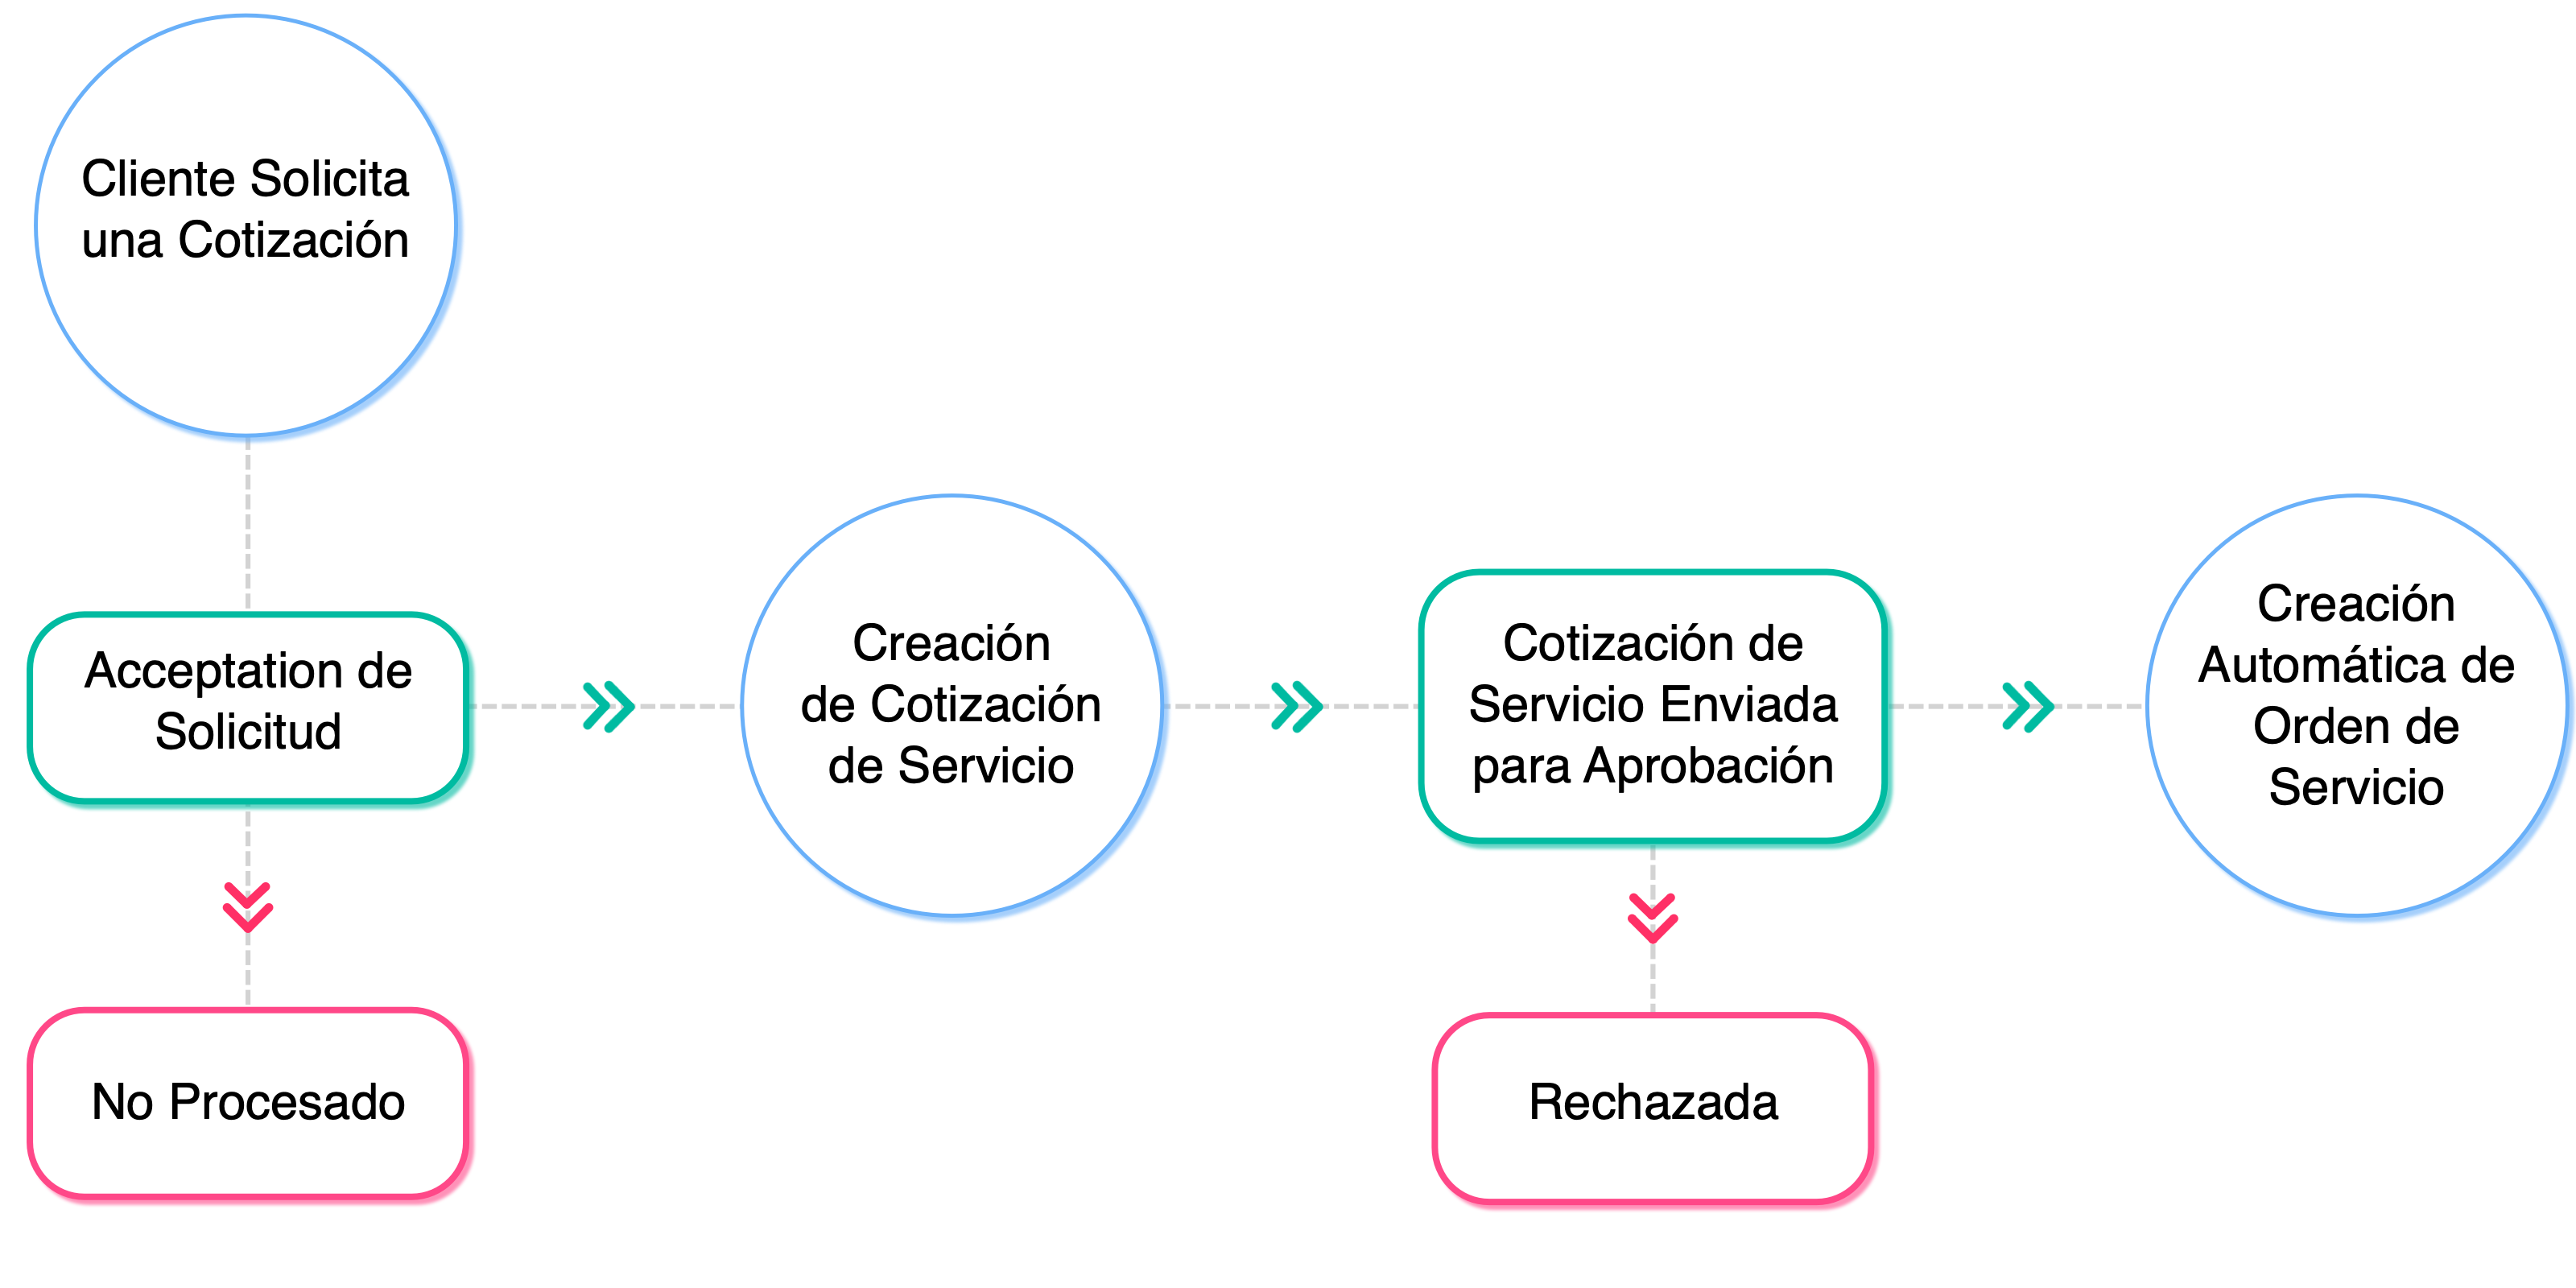 Cliente Solicita
una Cotización
Acceptation de
Solicitud
No Procesado
Creación
de Cotización
de Servicio
Cotización de
Servicio Enviada
para Aprobación
Rechazada
Creación
Automática de
Orden de
Servicio